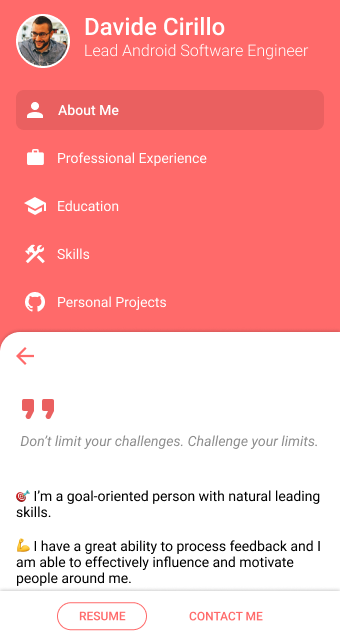 Davide Cirillo
Lead Android Software Engineer
About Me
Professional Experience
Education
Skills
Personal Projects
Don't limit your challenges. Challenge your limits.
🎯 I'm a goal-oriented person with natural leading
skills.
💪 I have a great ability to process feedback and I
am able to effectively influence and motivate
people around me.
RESUME
CONTACT ME